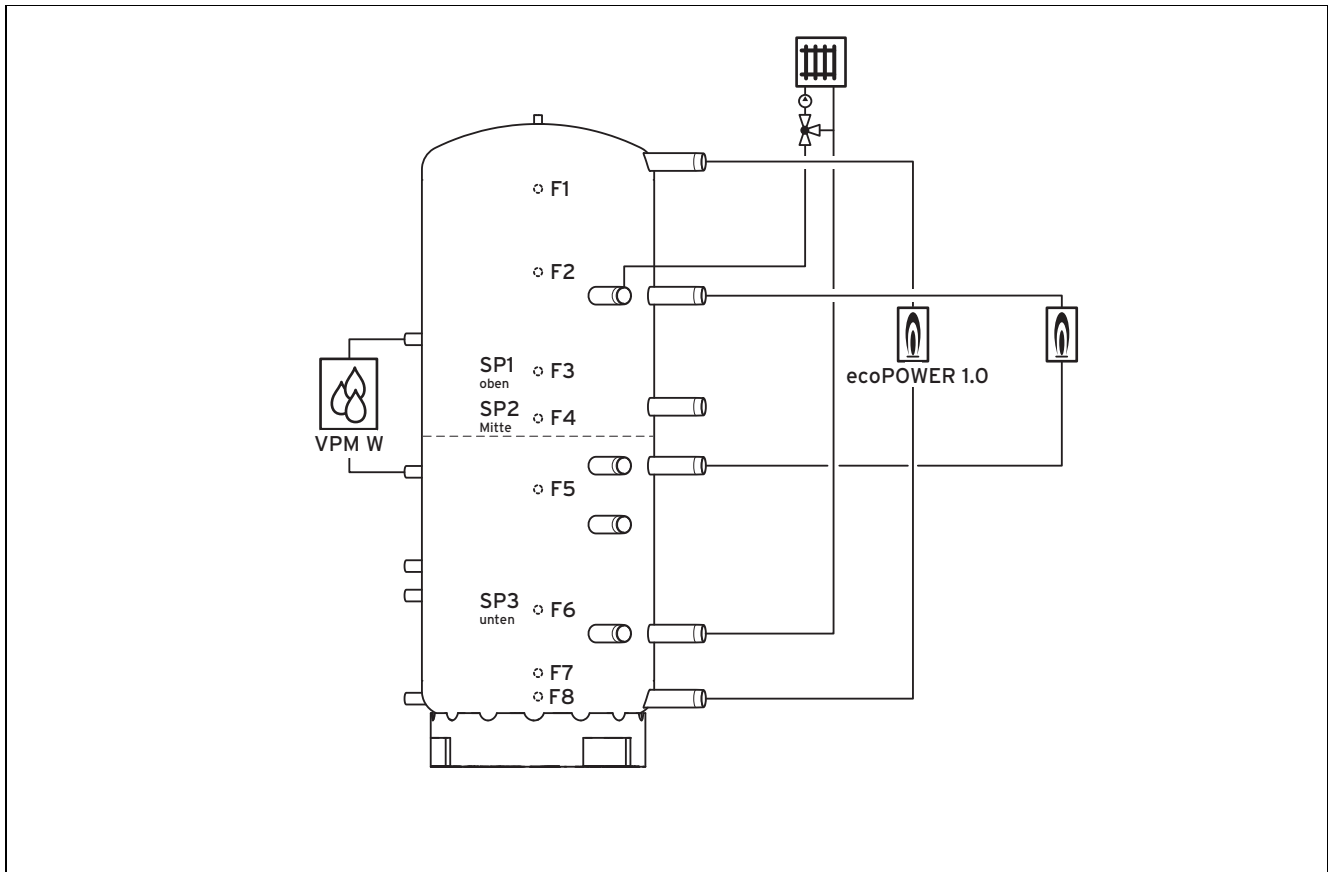 F1
F2
SP1
oben
F3
SP2
Mitte
F4
F5
SP3
unten
F6
F7
F8
VPM W
ecoPOWER 1.0